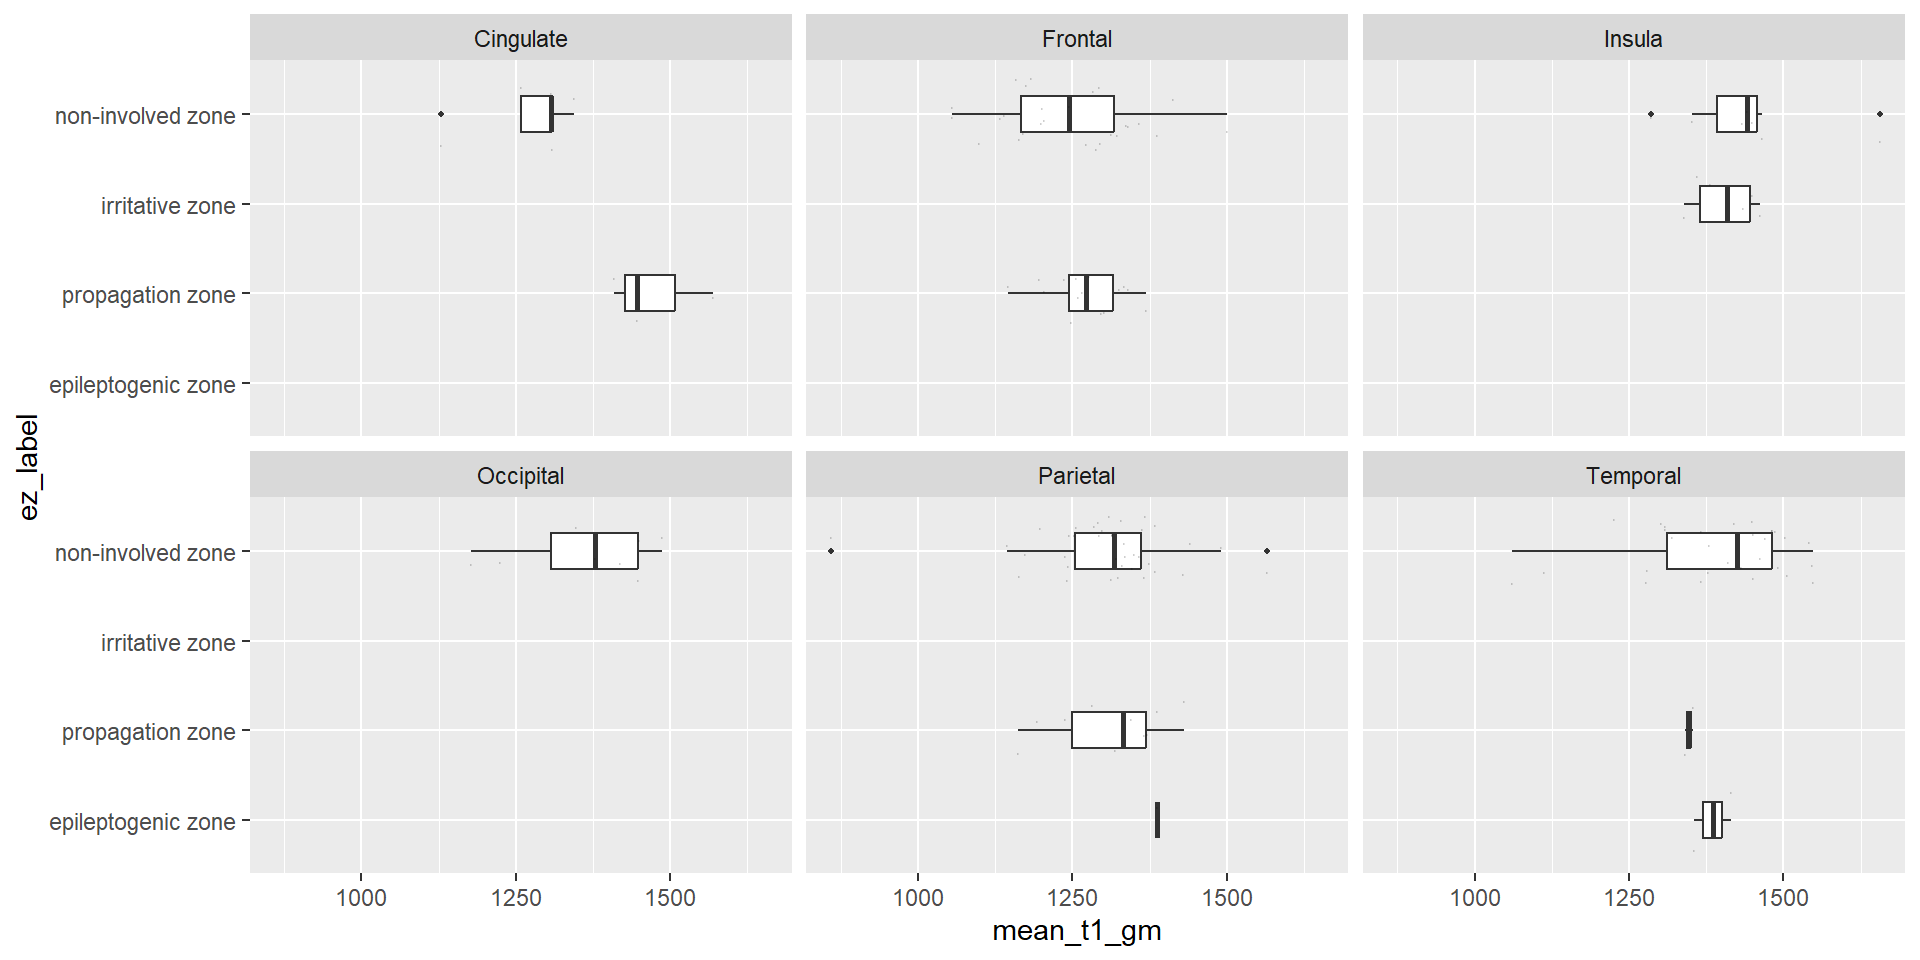 Cingulate Frontal Insula
non-involved zone
irritative zone
propagation zone
epileptogenic zone
ez_label
Occipital Parietal Temporal
non-involved zone
irritative zone
propagation zone
epileptogenic zone
1000 1250 1500 1000 1250 1500 1000 1250 1500
mean_t1_gm